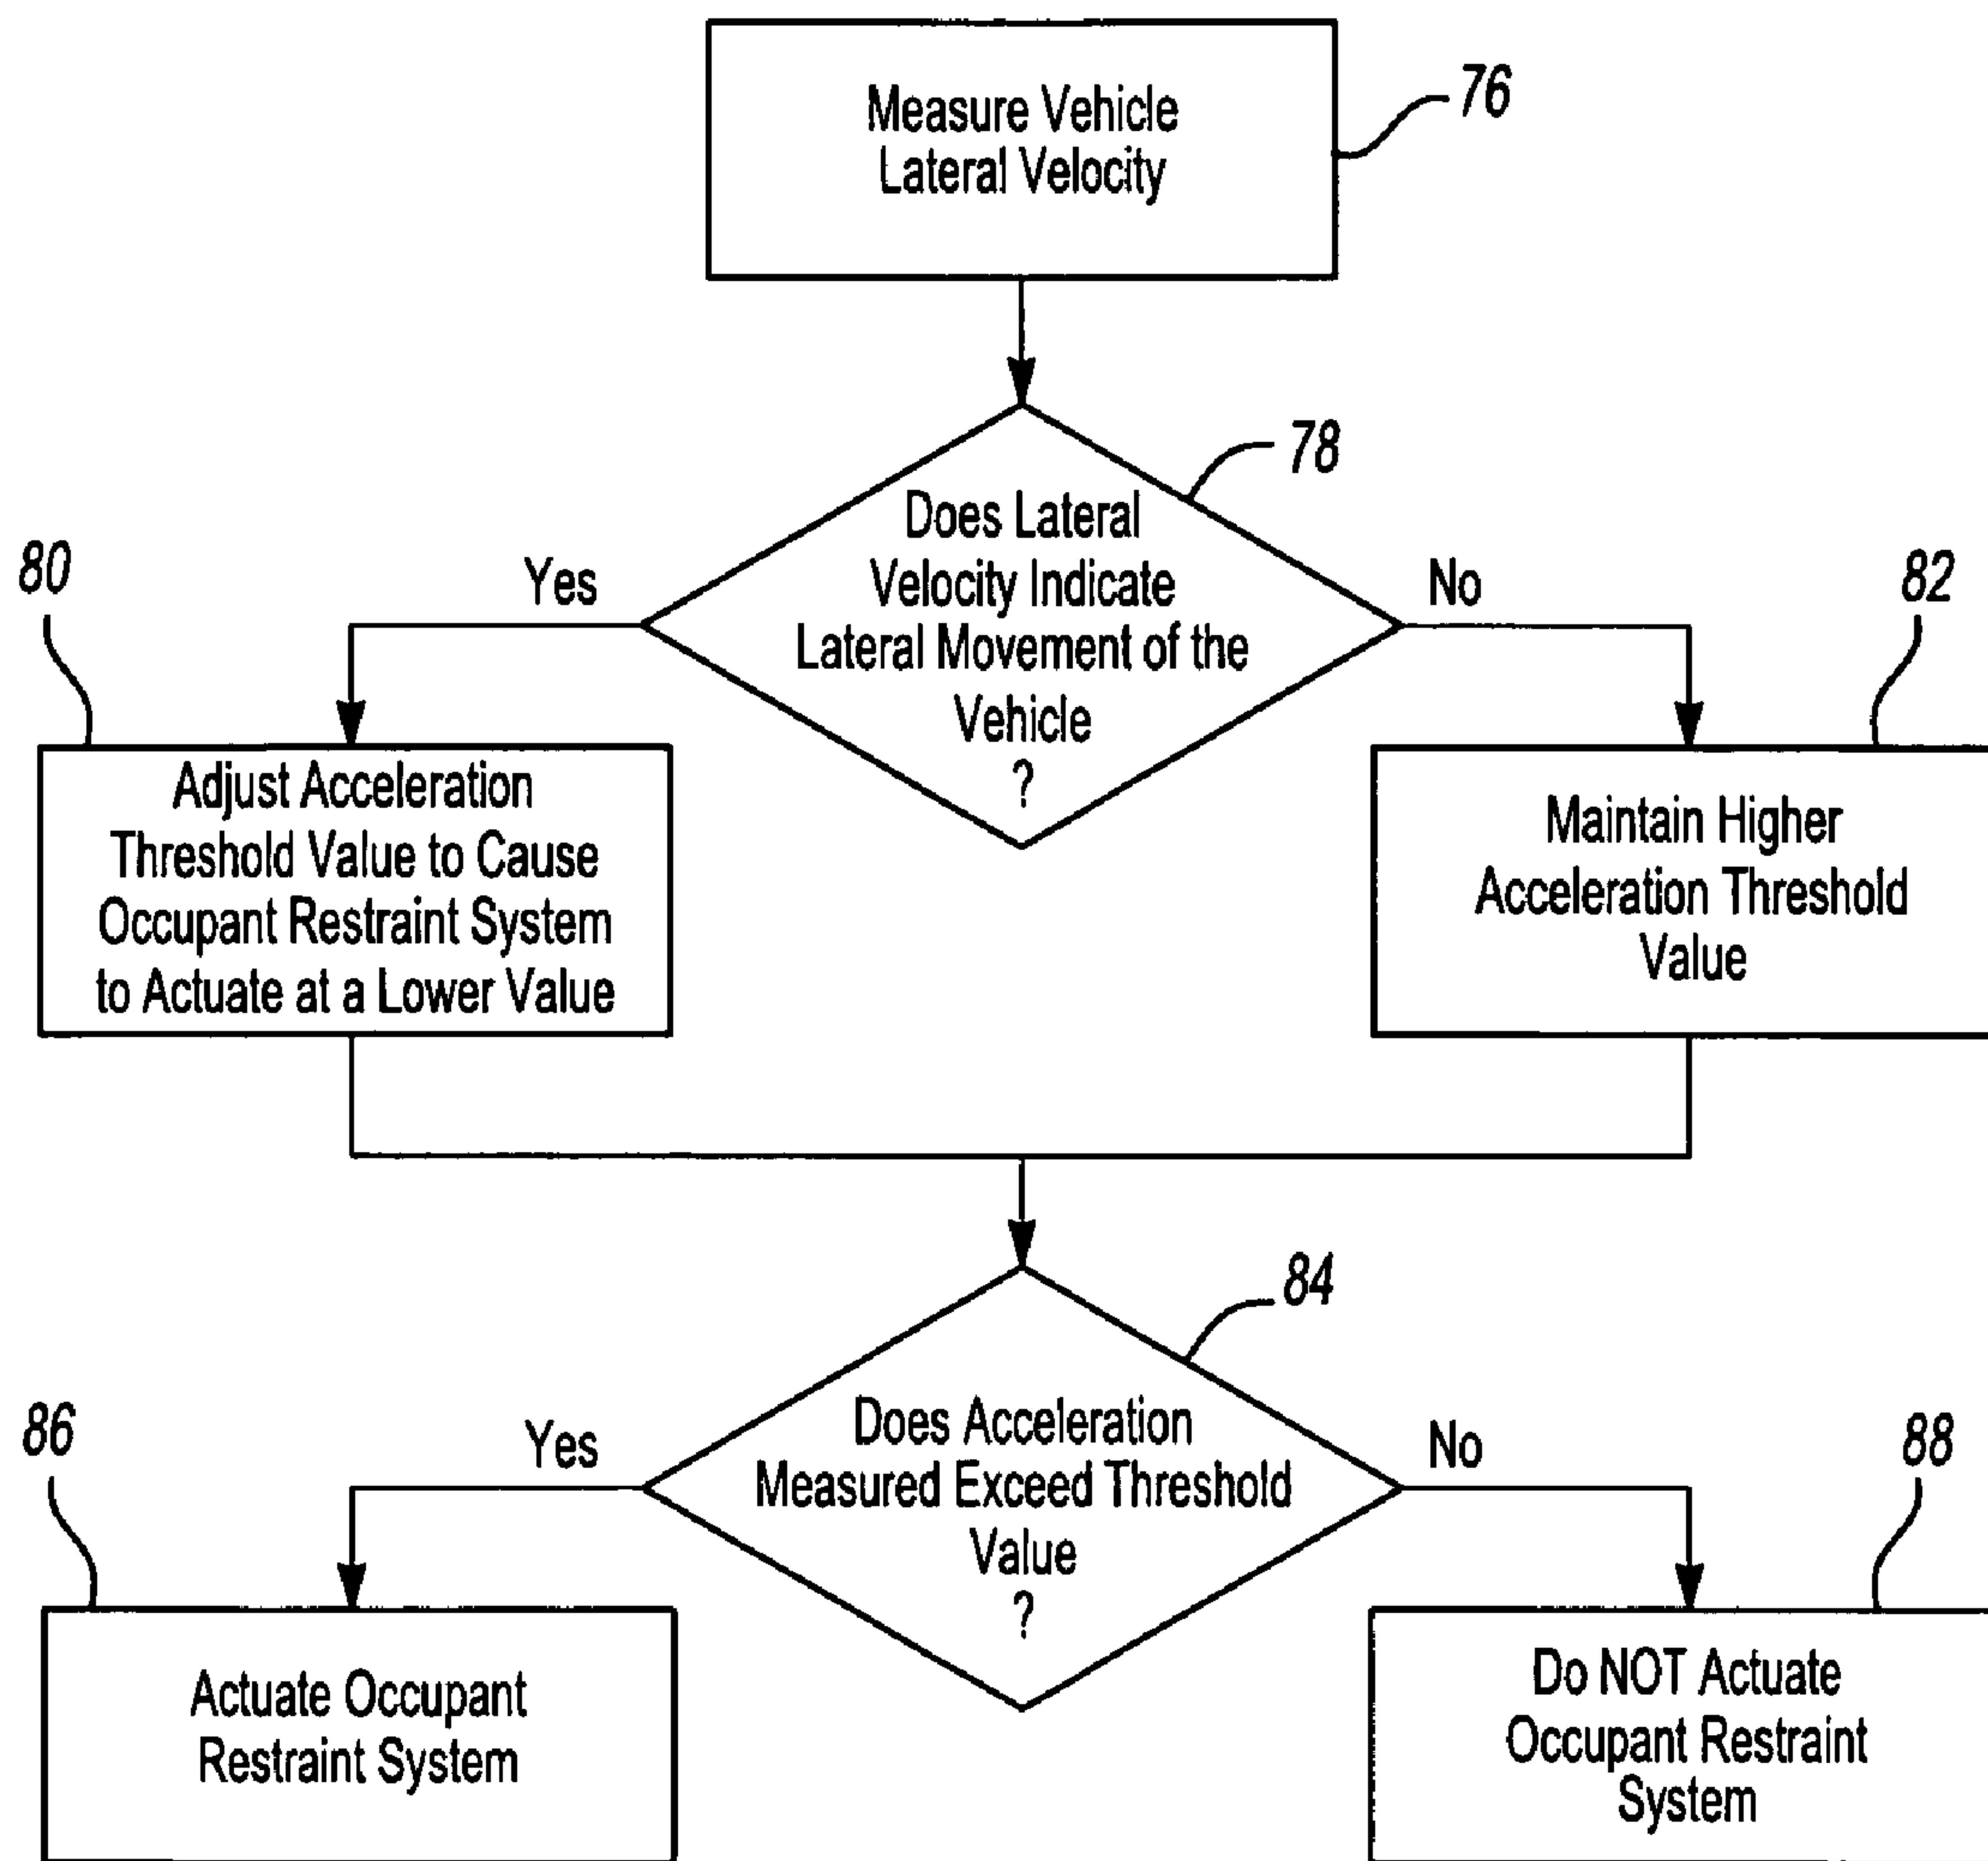 Measure Vehicle
Lateral Velocity
76
Does Lateral
Velocity Indicate
Lateral Movement of the
Vehicle
?
78
Yes
No
80
Adjust Acceleration
Threshold Value to Cause
Occupant Restraint System
to Actuate at a Lower Value
82
Maintain Higher
Acceleration Threshold
Value
84
Does Acceleration
Measured Exceed Threshold
Value
?
Yes
No
86
Actuate Occupant
Restraint System
88
Do NOT Actuate
Occupant Restraint
System